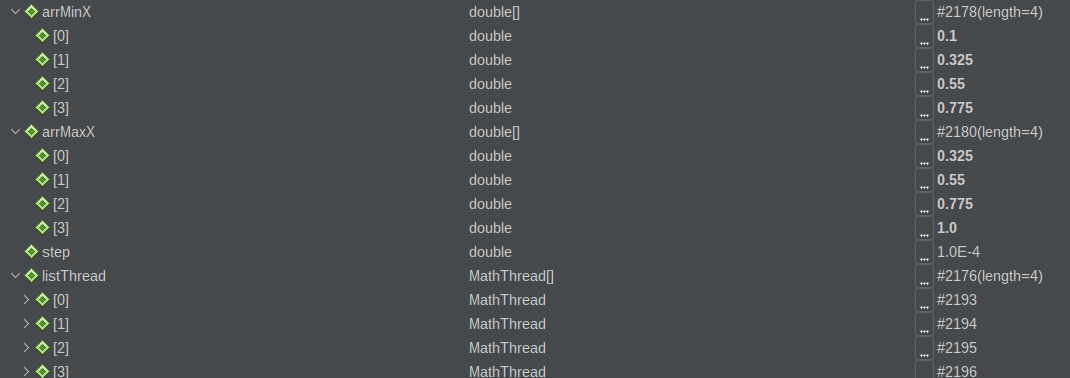 arrMinX double[] ... #2178(length=4)
[0] double ... 0.1
[1] double ... 0.325
[2] double ... 0.55
[3] double ... 0.775
arrMaxX double[] ... #2180(length=4)
[0] double ... 0.325
[1] double ... 0.55
[2] double ... 0.775
[3] double ... 1.0
step double ... 1.0E-4
listThread MathThread[] ... #2176(length=4)
[0] MathThread ... #2193
[1] MathThread ... #2194
[2] MathThread ... #2195
[3] MathThread ... #2196